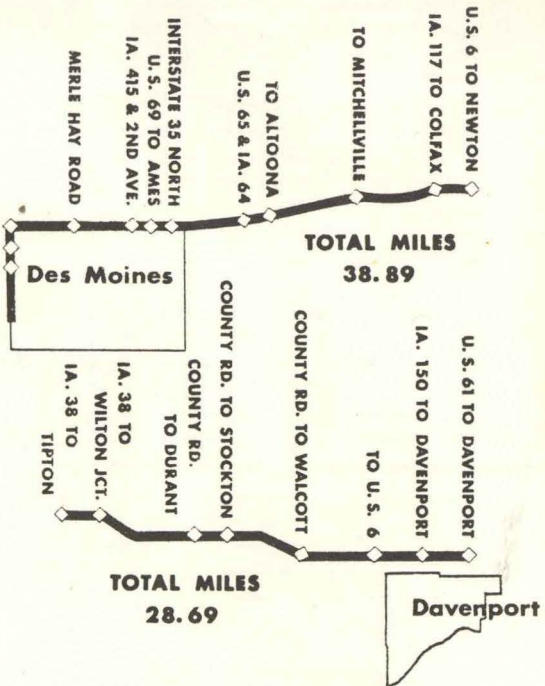 MERLE HAY ROAD
IA. 415 & 2ND AVE.
U.S. 69 TO AMES
INTERSTATE 35 NORTH
U.S. 65 & IA. 64
TO ALTOONA
TO MITCHELLVILLE
IA. 117 TO COLFAX
U.S. 6 TO NEWTON
Des Moines
TOTAL MILES
38.89
IA. 38 TO
TIPTON
IA. 38 TO
WILTON JCT.
COUNTY RD.
TO DURANT
COUNTY RD. TO STOCKTON
COUNTY RD. TO WALCOTT
TO U. S. 6
IA. 150 TO DAVENPORT
U.S. 61 TO DAVENPORT
TOTAL MILES
28.69
Davenport